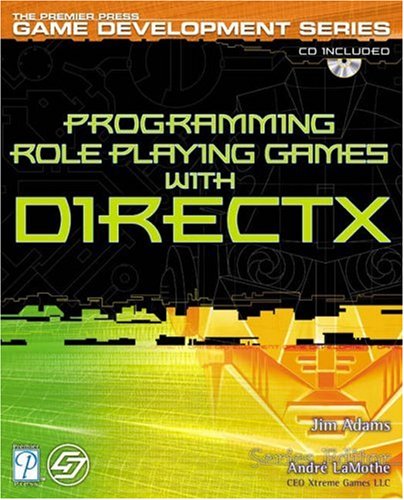 THE PREMIER PRESS
GAME DEVELOPMENT SERIES
CD INCLUDED
PROGRAMMING
ROLE PLAYING GAMES
WITH
DIRECTX
Jim Adams
Series Editor
André LaMothe
CEO Xtreme Games LLC